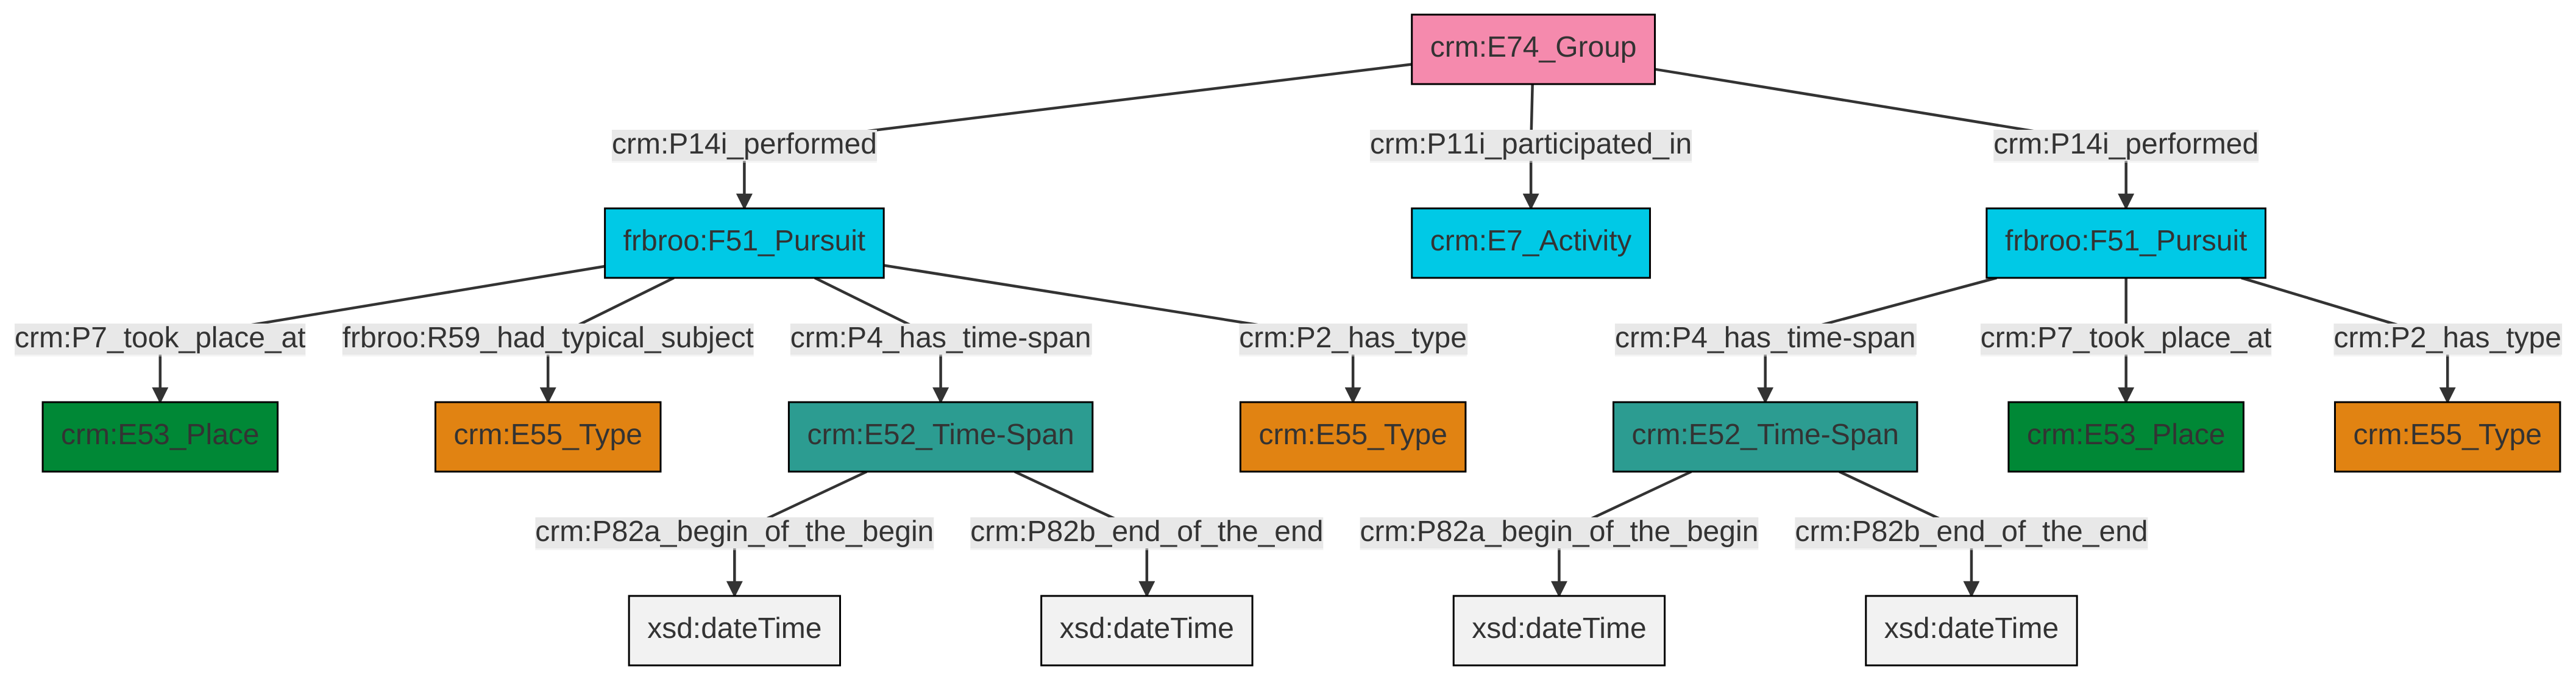 crm:E74_Group
crm:P14i_performed
crm:P11i_participated_in
crm:P14i_performed
frbroo:F51_Pursuit
crm:E7_Activity
frbroo:F51_Pursuit
crm:P7_took_place_at
frbroo:R59_had_typical_subject
crm:P4_has_time-span
crm:P2_has_type
crm:P4_has_time-span
crm:P7_took_place_at
crm:P2_has_type
crm:E53_Place
crm:E55_Type
crm:E52_Time-Span
crm:E55_Type
crm:E52_Time-Span
crm:E53_Place
crm:E55_Type
crm:P82a_begin_of_the_begin
crm:P82b_end_of_the_end
crm:P82a_begin_of_the_begin
crm:P82b_end_of_the_end
xsd:dateTime
xsd:dateTime
xsd:dateTime
xsd:dateTime